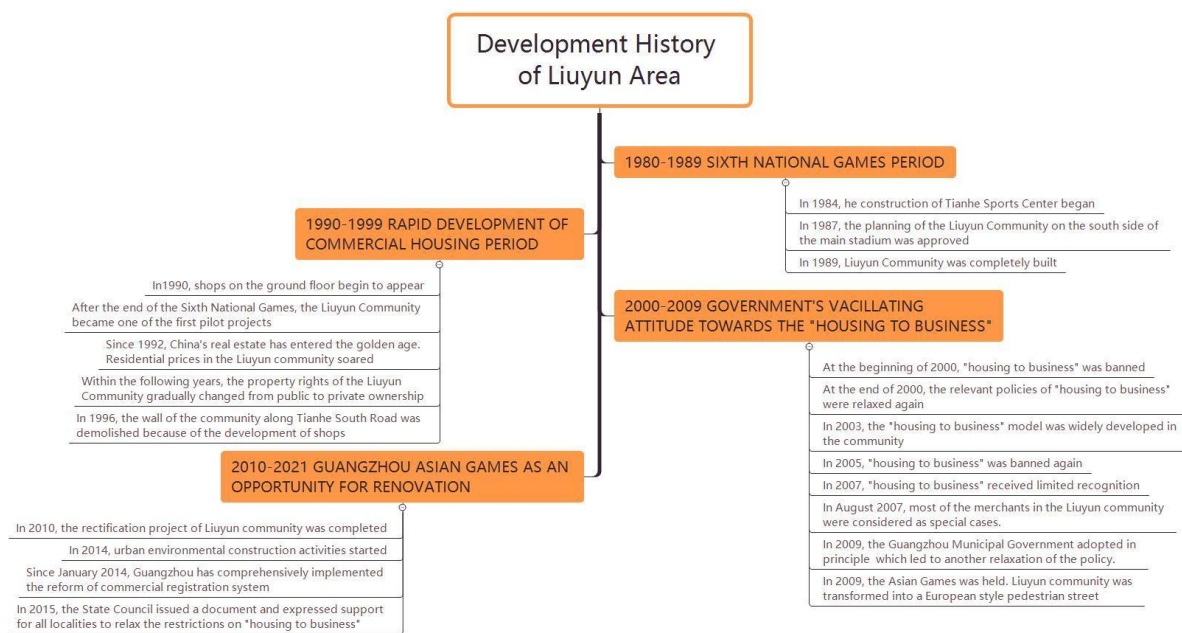 Development History
of Liuyun Area
1980-1989 SIXTH NATIONAL GAMES PERIOD
In 1984, he construction of Tianhe Sports Center began
In 1987, the planning of the Liuyun Community on the south side of
the main stadium was approved
In 1989, Liuyun Community was completely built
1990-1999 RAPID DEVELOPMENT OF
COMMERCIAL HOUSING PERIOD
In1990, shops on the ground floor begin to appear
After the end of the Sixth National Games, the Liuyun Community
became one of the first pilot projects
Since 1992, China's real estate has entered the golden age.
Residential prices in the Liuyun community soared
Within the following years, the property rights of the Liuyun
Community gradually changed from public to private ownership
In 1996, the wall of the community along Tianhe South Road was
demolished because of the development of shops
2000-2009 GOVERNMENT'S VACILLATING
ATTITUDE TOWARDS THE "HOUSING TO BUSINESS"
At the beginning of 2000, "housing to business" was banned
At the end of 2000, the relevant policies of "housing to business"
were relaxed again
In 2003, the "housing to business" model was widely developed in
the community
In 2005, "housing to business" was banned again
In 2007, "housing to business" received limited recognition
In August 2007, most of the merchants in the Liuyun community
were considered as special cases.
In 2009, the Guangzhou Municipal Government adopted in
principle which led to another relaxation of the policy.
In 2009, the Asian Games was held. Liuyun community was
transformed into a European style pedestrian street
2010-2021 GUANGZHOU ASIAN GAMES AS AN
OPPORTUNITY FOR RENOVATION
In 2010, the rectification project of Liuyun community was completed
In 2014, urban environmental construction activities started
Since January 2014, Guangzhou has comprehensively implemented
the reform of commercial registration system
In 2015, the State Council issued a document and expressed support
for all localities to relax the restrictions on "housing to business"